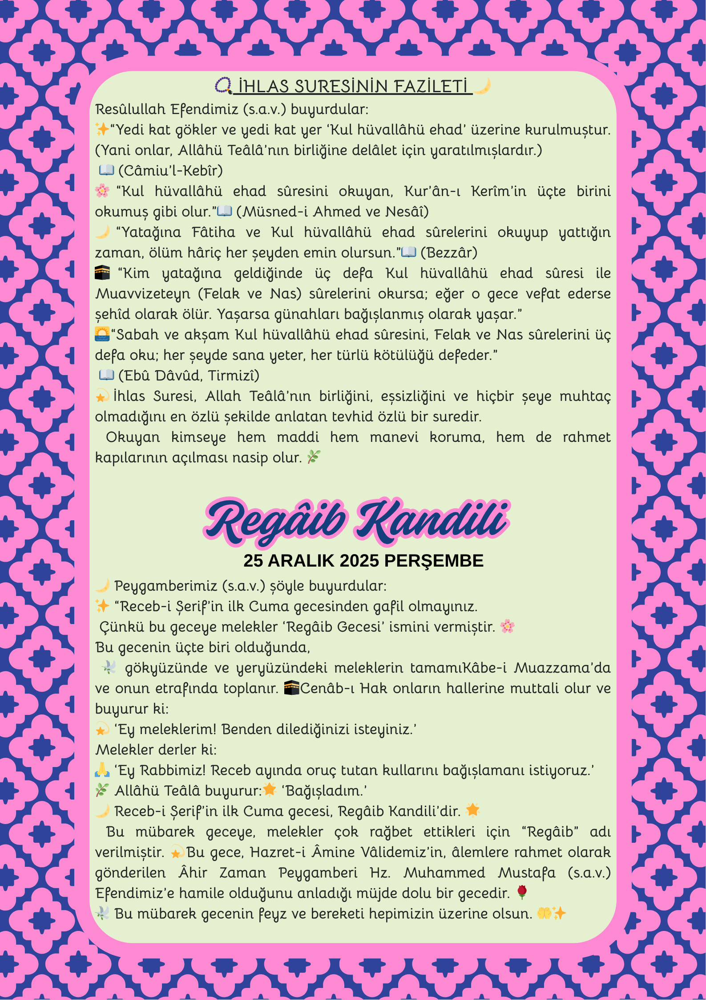 📿 İHLAS SURESİNİN FAZİLETİ 🌙
Resûlullah Efendimiz (s.a.v.) buyurdular:
✨“Yedi kat gökler ve yedi kat yer ‘Kul hüvallâhü ehad’ üzerine kurulmuştur.
(Yani onlar, Allâhü Teâlâ’nın birliğine delâlet için yaratılmışlardır.)
📖 (Câmiu’l-Kebîr)
🌸 “Kul hüvallâhü ehad sûresini okuyan, Kur’ân-ı Kerîm’in üçte birini
okumuş gibi olur.”📖 (Müsned-i Ahmed ve Nesâî)
🌙 “Yatağına Fâtiha ve Kul hüvallâhü ehad sûrelerini okuyup yattığın
zaman, ölüm hâriç her şeyden emin olursun.”📖 (Bezzâr)
🕋 “Kim yatağına geldiğinde üç defa Kul hüvallâhü ehad sûresi ile
Muavvizeteyn (Felak ve Nas) sûrelerini okursa; eğer o gece vefat ederse
şehîd olarak ölür. Yaşarsa günahları bağışlanmış olarak yaşar.”
🌅“Sabah ve akşam Kul hüvallâhü ehad sûresini, Felak ve Nas sûrelerini üç
defa oku; her şeyde sana yeter, her türlü kötülüğü defeder.”
📖 (Ebû Dâvûd, Tirmizî)
💫İhlas Suresi, Allah Teâlâ’nın birliğini, eşsizliğini ve hiçbir şeye muhtaç
olmadığını en özlü şekilde anlatan tevhid özlü bir suredir.
Okuyan kimseye hem maddi hem manevi koruma, hem de rahmet
kapılarının açılması nasip olur. 🌿
Regâib Kandili
25 ARALIK 2025 PERŞEMBE
🌙 Peygamberimiz (s.a.v.) şöyle buyurdular:
✨ “Receb-i Şerif’in ilk Cuma gecesinden gafil olmayınız.
Çünkü bu geceye melekler ‘Regâib Gecesi’ ismini vermiştir. 🌸
Bu gecenin üçte biri olduğunda,
🕊️ gökyüzünde ve yeryüzündeki meleklerin tamamıKâbe-i Muazzama’da
ve onun etrafında toplanır. 🕋Cenâb-ı Hak onların hallerine muttali olur ve
buyurur ki:
💫 ‘Ey meleklerim! Benden dilediğinizi isteyiniz.’
Melekler derler ki:
🙏 ‘Ey Rabbimiz! Receb ayında oruç tutan kullarını bağışlamanı istiyoruz.’
🌿 Allâhü Teâlâ buyurur:🌟 ‘Bağışladım.’
🌙 Receb-i Şerif’in ilk Cuma gecesi, Regâib Kandili’dir. 🌟
Bu mübarek geceye, melekler çok rağbet ettikleri için “Regâib” adı
verilmiştir. 💫Bu gece, Hazret-i Âmine Vâlidemiz’in, âlemlere rahmet olarak
gönderilen Âhir Zaman Peygamberi Hz. Muhammed Mustafa (s.a.v.)
Efendimiz’e hamile olduğunu anladığı müjde dolu bir gecedir. 🌹
🕊️ Bu mübarek gecenin feyz ve bereketi hepimizin üzerine olsun. 🤲✨